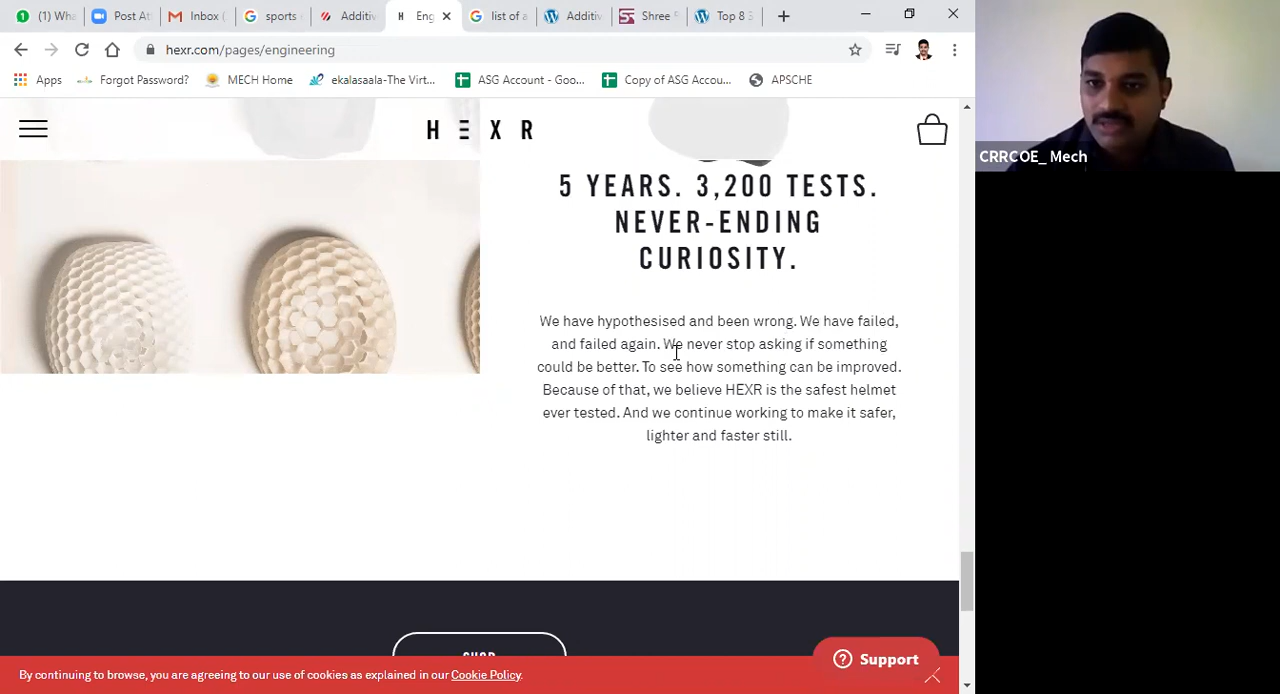 (1) Wha
Post At
Inbox (
sports
Additiv
Eng
list of a
Additiv
Shree
Top 8 3
hexr.com/pages/engineering
Apps
Forgot Password?
MECH Home
ekalasaala-The Virt...
ASG Account - Goo...
Copy of ASG Accou...
APSCHE
HEXR
5 YEARS. 3,200 TESTS.
NEVER-ENDING
CURIOSITY.
We have hypothesised and been wrong. We have failed,
and failed again. We never stop asking if something
could be better. To see how something can be improved.
Because of that, we believe HEXR is the safest helmet
ever tested. And we continue working to make it safer,
lighter and faster still.
By continuing to browse, you are agreeing to our use of cookies as explained in our Cookie Policy.
Support
CRRCOE_ Mech